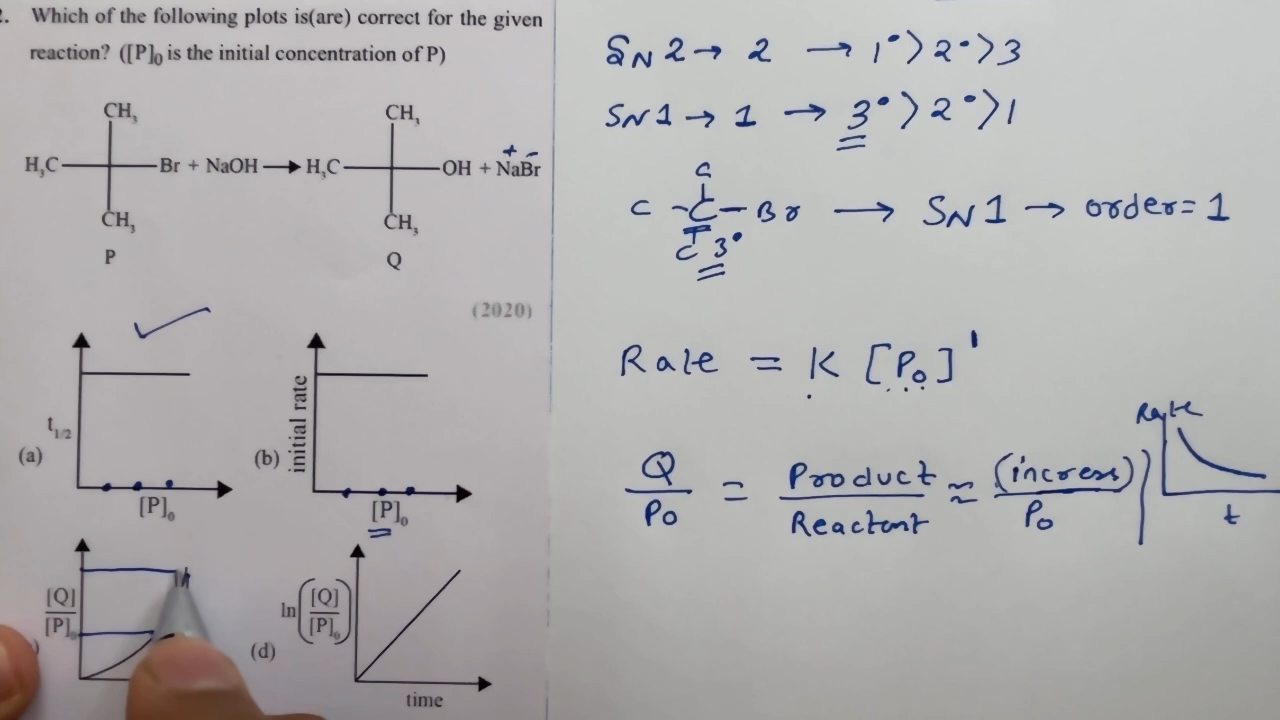 2. Which of the following plots is(are) correct for the given
reaction? ([P]₀ is the initial concentration of P)
CH₃
H₃C Br + NaOH → H₃C OH + NaBr
CH₃
CH₃
+ -
CH₃
P
Q
(2020)
t1/2
(a)
[P]₀
initial rate
(b)
[P]₀
[Q]
[P]₀
ln([Q]/[P]₀)
(d)
time
SN2 → 2 → 1° > 2° > 3
SN1 → 1 → 3° > 2° > 1
C
C - C - Br → SN1 → order = 1
C 3°
Rale = K [P₀]¹
Q/P₀ = Product/Reactant ≈ (incress)/P₀
Rate
t